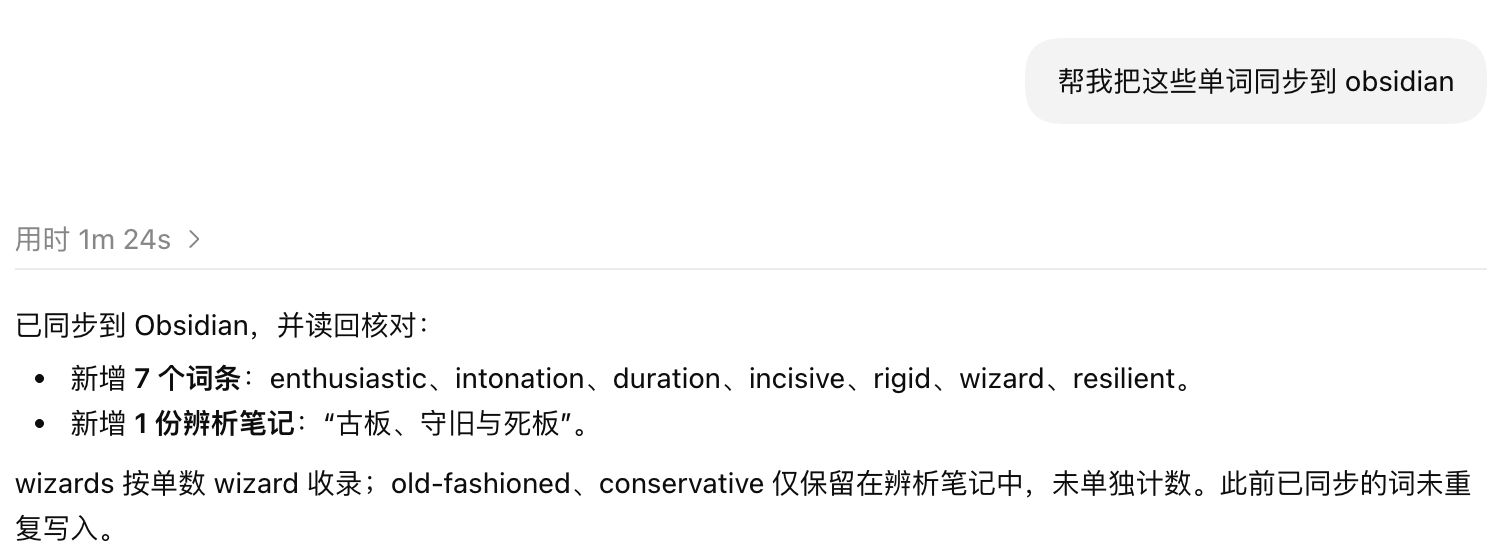 帮我把这些单词同步到 obsidian
用时 1m 24s >
已同步到 Obsidian，并读回核对：
• 新增 7 个词条：enthusiastic、intonation、duration、incisive、rigid、wizard、resilient。
• 新增 1 份辨析笔记：“古板、守旧与死板”。
wizards 按单数 wizard 收录；old-fashioned、conservative 仅保留在辨析笔记中，未单独计数。此前已同步的词未重
复写入。